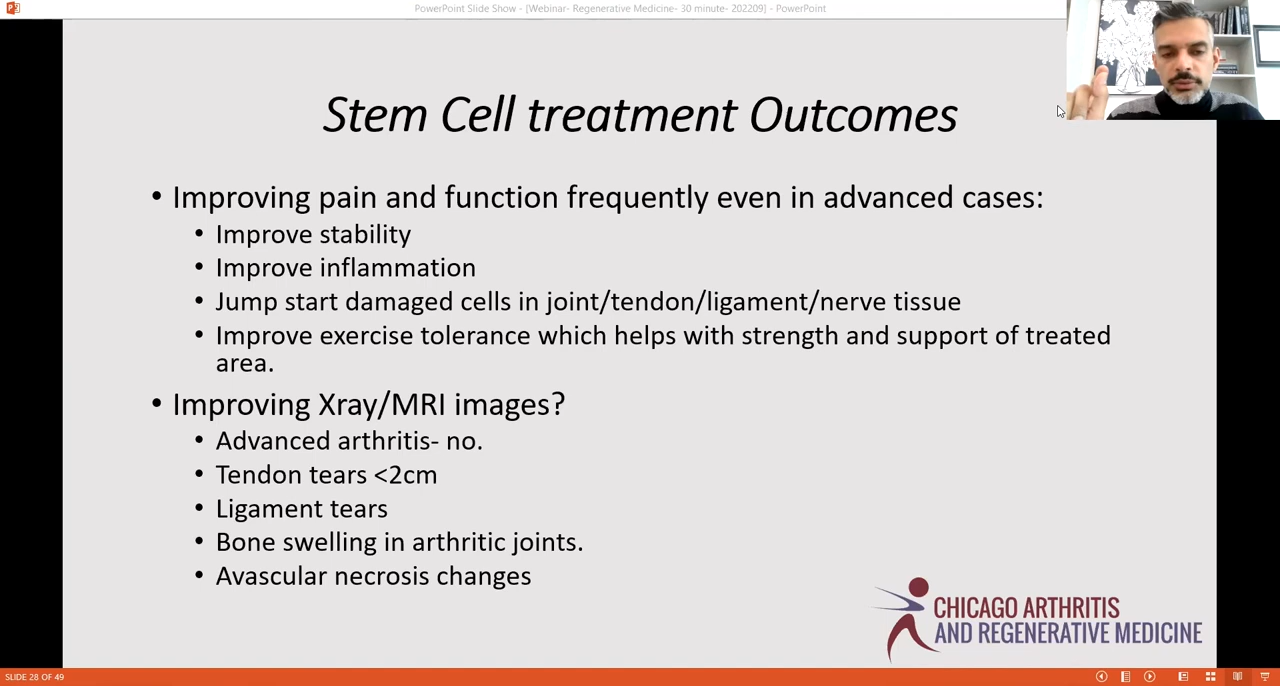 PowerPoint Slide Show - [Webinar- Regenerative Medicine- 30 minute- 202209] - PowerPoint
Stem Cell treatment Outcomes
• Improving pain and function frequently even in advanced cases:
• Improve stability
• Improve inflammation
• Jump start damaged cells in joint/tendon/ligament/nerve tissue
• Improve exercise tolerance which helps with strength and support of treated
area.
• Improving Xray/MRI images?
• Advanced arthritis- no.
• Tendon tears <2cm
• Ligament tears
• Bone swelling in arthritic joints.
• Avascular necrosis changes
CHICAGO ARTHRITIS
AND REGENERATIVE MEDICINE
SLIDE 28 OF 49